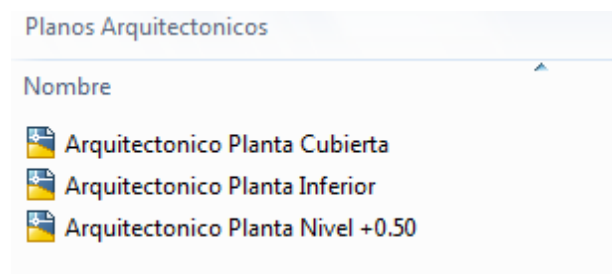 Planos Arquitectonicos
Nombre
Arquitectonico Planta Cubierta
Arquitectonico Planta Inferior
Arquitectonico Planta Nivel +0.50